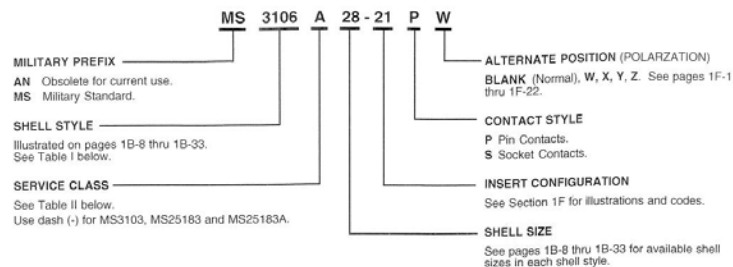 MS 3106 A 28 - 21 P W
MILITARY PREFIX
AN Obsolete for current use.
MS Military Standard.
SHELL STYLE
Illustrated on pages 1B-8 thru 1B-33.
See Table I below.
SERVICE CLASS
See Table II below.
Use dash (-) for MS3103, MS25183 and MS25183A.
ALTERNATE POSITION (POLARZATION)
BLANK (Normal), W, X, Y, Z. See pages 1F-1
thru 1F-22.
CONTACT STYLE
P Pin Contacts.
S Socket Contacts.
INSERT CONFIGURATION
See Section 1F for illustrations and codes.
SHELL SIZE
See pages 1B-8 thru 1B-33 for available shell
sizes in each shell style.